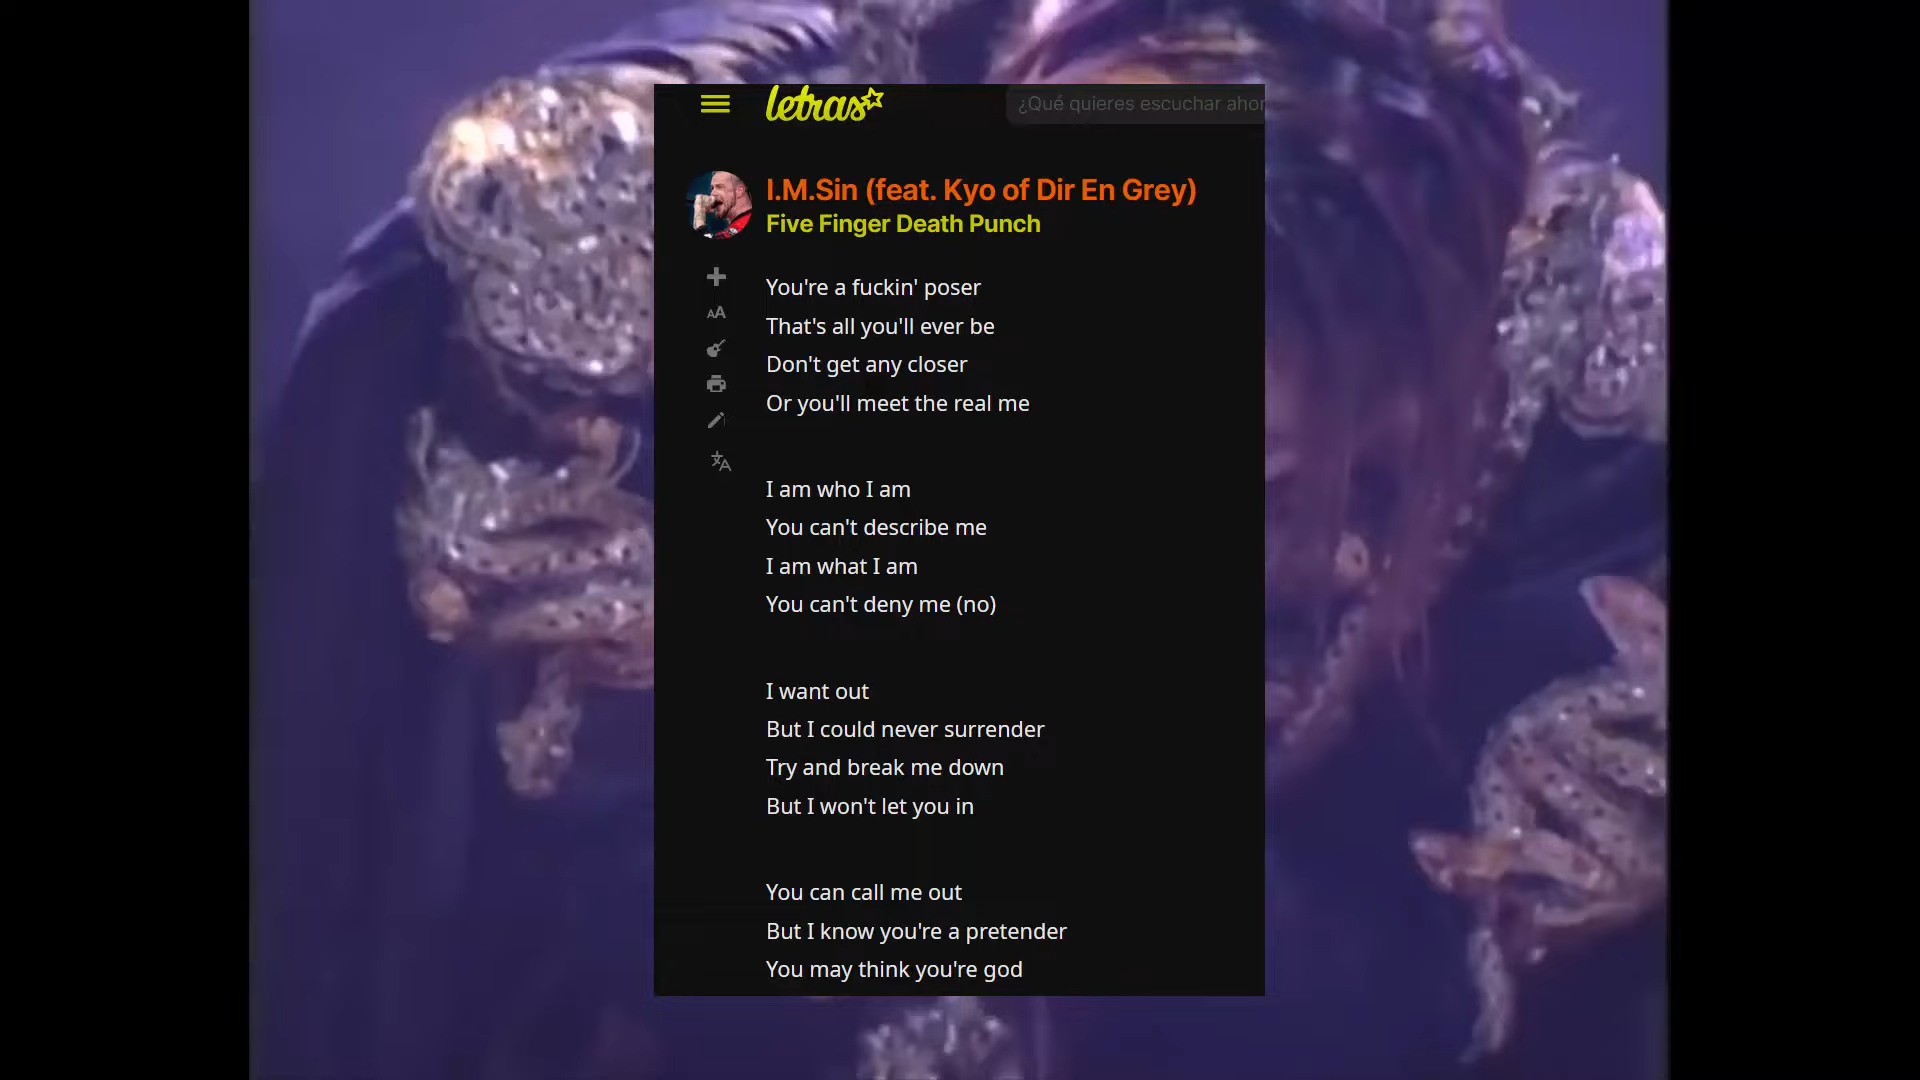 letras
¿Qué quieres escuchar ahor
I.M.Sin (feat. Kyo of Dir En Grey)
Five Finger Death Punch
You're a fuckin' poser
That's all you'll ever be
Don't get any closer
Or you'll meet the real me
I am who I am
You can't describe me
I am what I am
You can't deny me (no)
I want out
But I could never surrender
Try and break me down
But I won't let you in
You can call me out
But I know you're a pretender
You may think you're god